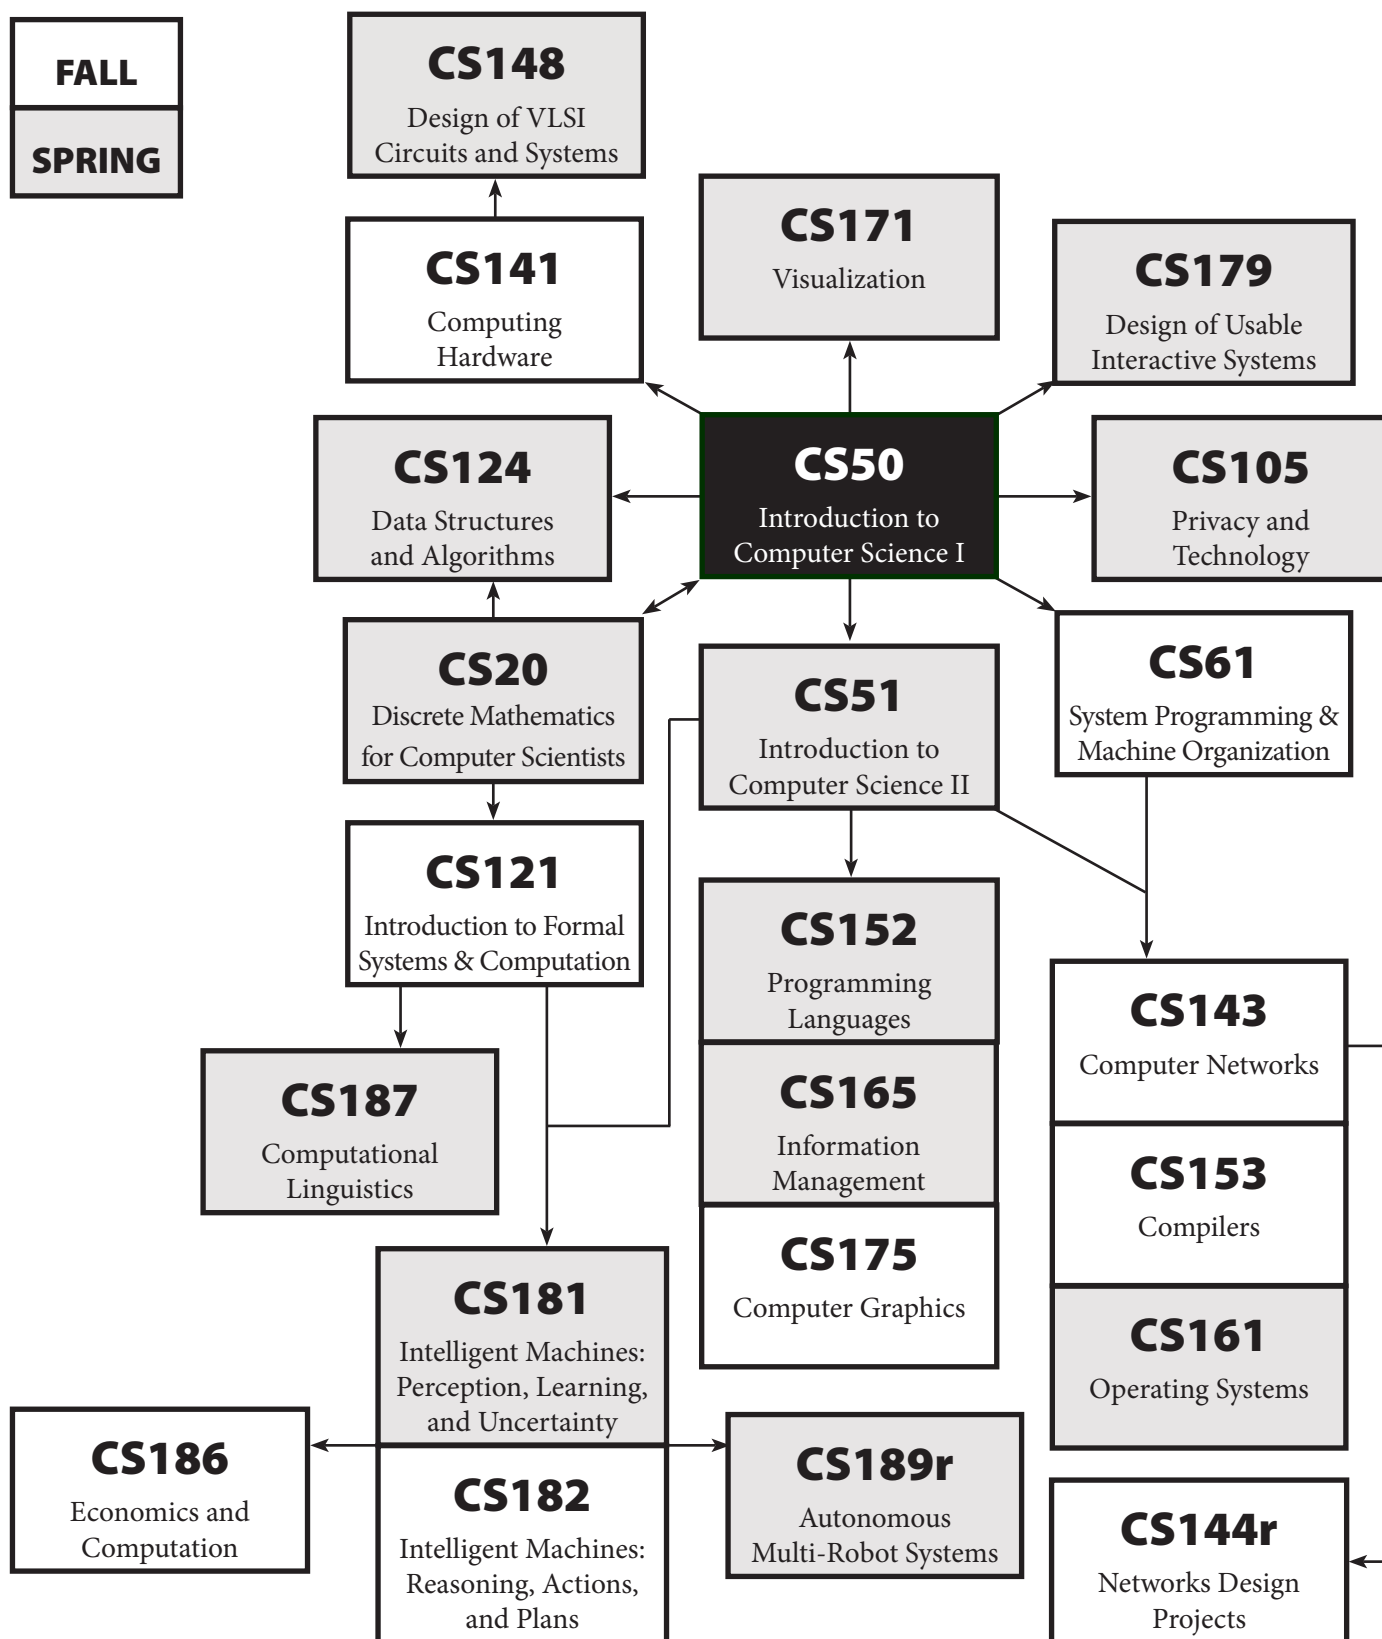 FALL
SPRING
CS148
Design of VLSI
Circuits and Systems
CS171
Visualization
CS141
Computing
Hardware
CS179
Design of Usable
Interactive Systems
CS124
Data Structures
and Algorithms
CS50
Introduction to
Computer Science I
CS105
Privacy and
Technology
CS20
Discrete Mathematics
for Computer Scientists
CS51
Introduction to
Computer Science II
CS61
System Programming &
Machine Organization
CS121
Introduction to Formal
Systems & Computation
CS152
Programming
Languages
CS143
Computer Networks
CS187
Computational
Linguistics
CS165
Information
Management
CS153
Compilers
CS175
Computer Graphics
CS181
Intelligent Machines:
Perception, Learning,
and Uncertainty
CS161
Operating Systems
CS186
Economics and
Computation
CS182
Intelligent Machines:
Reasoning, Actions,
and Plans
CS189r
Autonomous
Multi-Robot Systems
CS144r
Networks Design
Projects